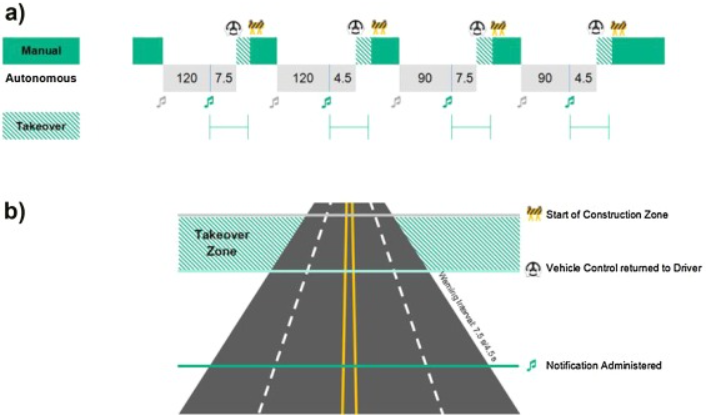 a)
Manual
Autonomous
120 7.5 120 4.5 90 7.5 90 4.5
Takeover
b)
Start of Construction Zone
Takeover
Zone
Vehicle Control returned to Driver
Warning Interval: 7.5 s/4.5 s
Notification Administered